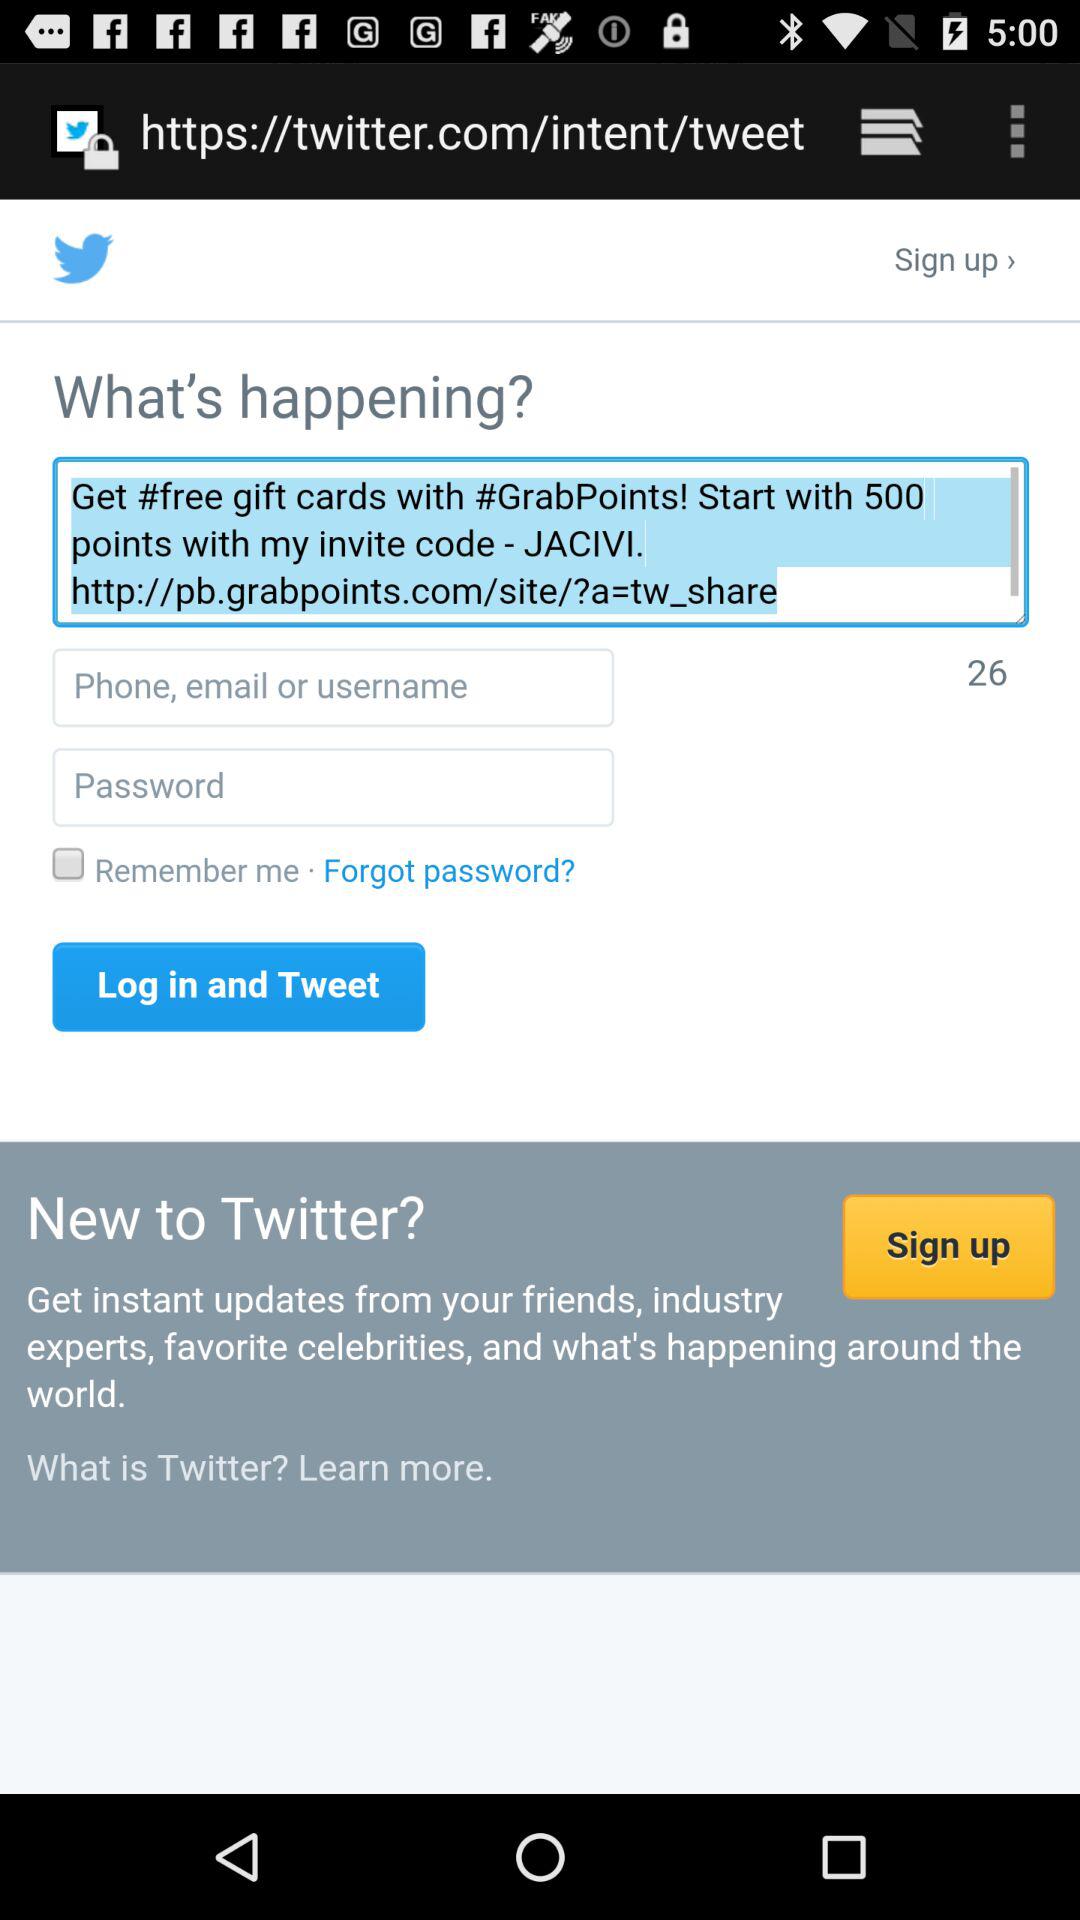 FAKE
5:00
https://twitter.com/intent/tweet
Sign up ›
What’s happening?
Get #free gift cards with #GrabPoints! Start with 500
points with my invite code - JACIVI.
http://pb.grabpoints.com/site/?a=tw_share
Phone, email or username
26
Password
Remember me · Forgot password?
Log in and Tweet
New to Twitter?
Sign up
Get instant updates from your friends, industry
experts, favorite celebrities, and what's happening around the
world.
What is Twitter? Learn more.